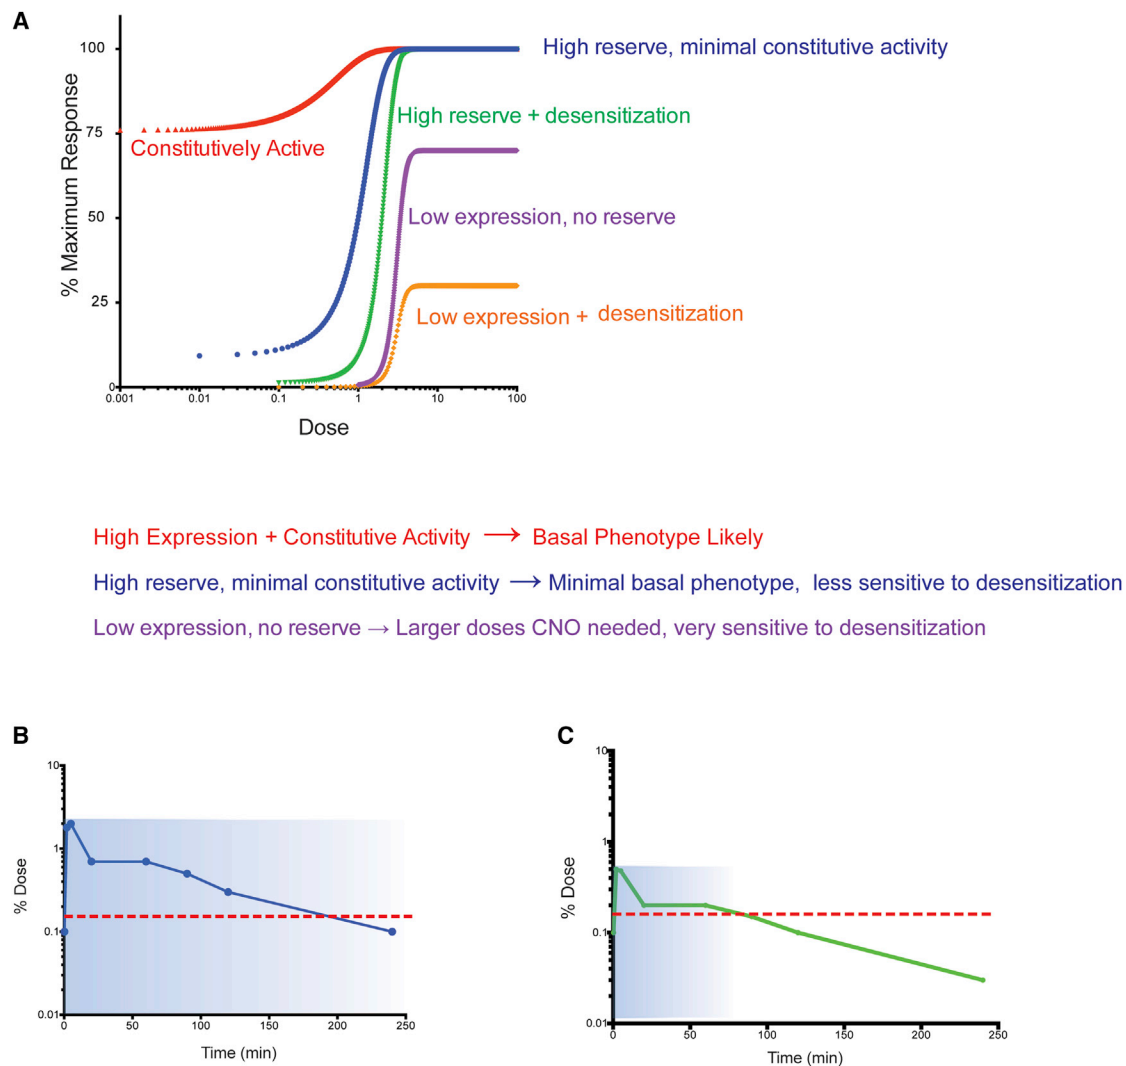 A
% Maximum Response
100
75
50
25
0
0.001 0.01 0.1 1 10 100
Dose
High reserve, minimal constitutive activity
High reserve + desensitization
Constitutively Active
Low expression, no reserve
Low expression + desensitization
High Expression + Constitutive Activity → Basal Phenotype Likely
High reserve, minimal constitutive activity → Minimal basal phenotype, less sensitive to desensitization
Low expression, no reserve → Larger doses CNO needed, very sensitive to desensitization
B
% Dose
10
1
0.1
0.01
0 50 100 150 200 250
Time (min)
C
% Dose
10
1
0.1
0.01
0 50 100 150 200 250
Time (min)